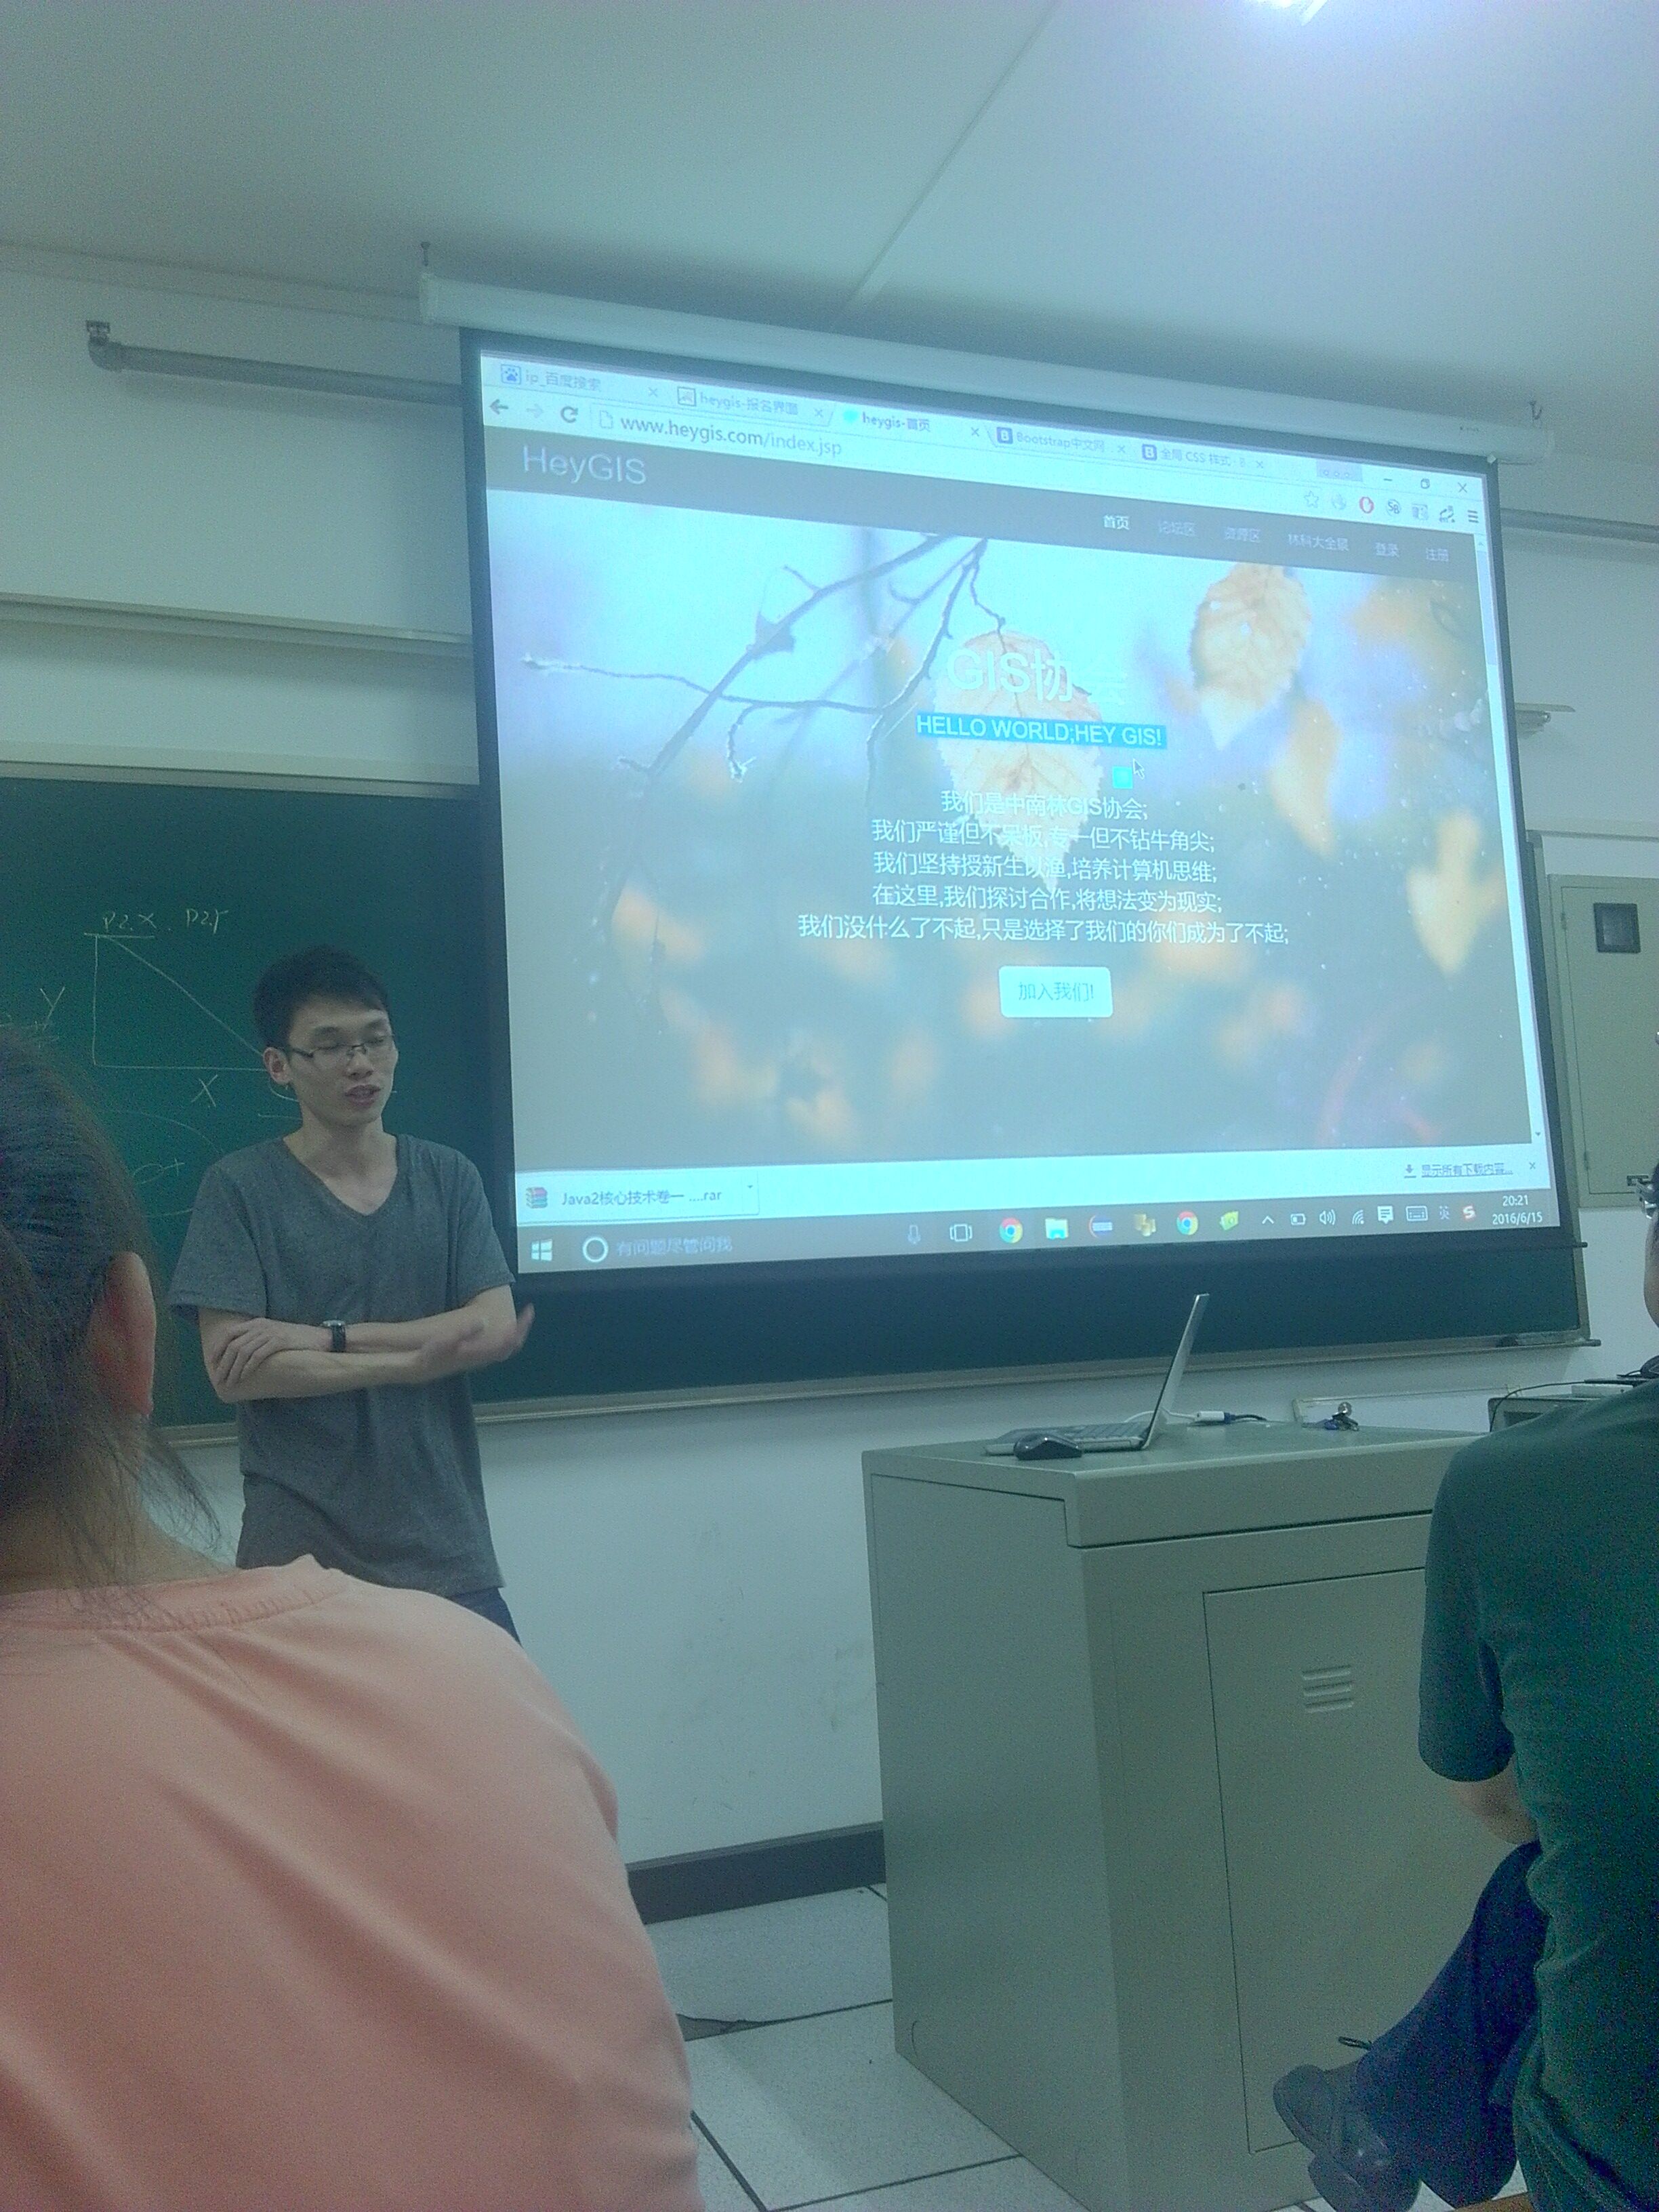 ip_百度搜索
heygis-报名界面
heygis-首页
Bootstrap中文网
全局 CSS 样式 · B
www.heygis.com/index.jsp
HeyGIS
首页 论坛区 资源区 林科大全景 登录 注册
GIS协会
HELLO WORLD;HEY GIS!
我们是中南林GIS协会;
我们严谨但不呆板,专一但不钻牛角尖;
我们坚持授新生以渔,培养计算机思维;
在这里,我们探讨合作,将想法变为现实;
我们没什么了不起,只是选择了我们的你们成为了不起;
加入我们!
Java2核心技术卷一 ....rar
显示所有下载内容...
有问题尽管问我
英
20:21
2016/6/15
Y
X